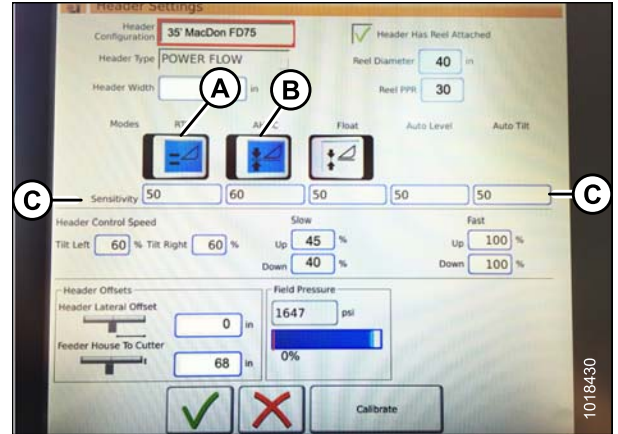 Header Settings
Header Configuration
35' MacDon FD75
Header Has Reel Attached
Header Type
POWER FLOW
Reel Diameter
40
in
Header Width
in
Reel PPR
30
A
B
Modes
Float
Auto Level
Auto Tilt
C
Sensitivity
50
60
50
50
50
C
Header Control Speed
Slow
Fast
Tilt Left
60
%
Tilt Right
60
%
Up
45
%
Up
100
%
Down
40
%
Down
100
%
Header Offsets
Field Pressure
Header Lateral Offset
0
in
1647
psi
Feeder House To Cutter
68
in
0%
Calibrate
1018430